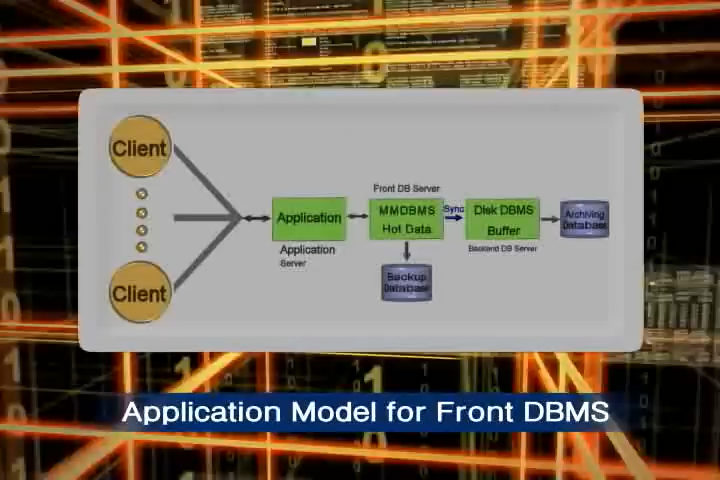 Client
Client
Application
Application
Server
Front DB Server
MMDBMS
Hot Data
Sync
Disk DBMS
Buffer
Backend DB Server
Archiving
Database
Backup
Database
Application Model for Front DBMS